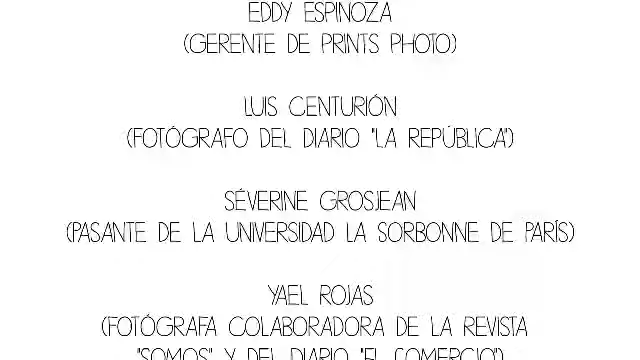 EDDY ESPINOZA
(GERENTE DE PRINTS PHOTO)
LUIS CENTURIÓN
(FOTÓGRAFO DEL DIARIO "LA REPÚBLICA")
SÉVERINE GROSJEAN
(PASANTE DE LA UNIVERSIDAD LA SORBONNE DE PARÍS)
YAEL ROJAS
(FOTÓGRAFA COLABORADORA DE LA REVISTA
"SOMOS" Y DEL DIARIO "EL COMERCIO")